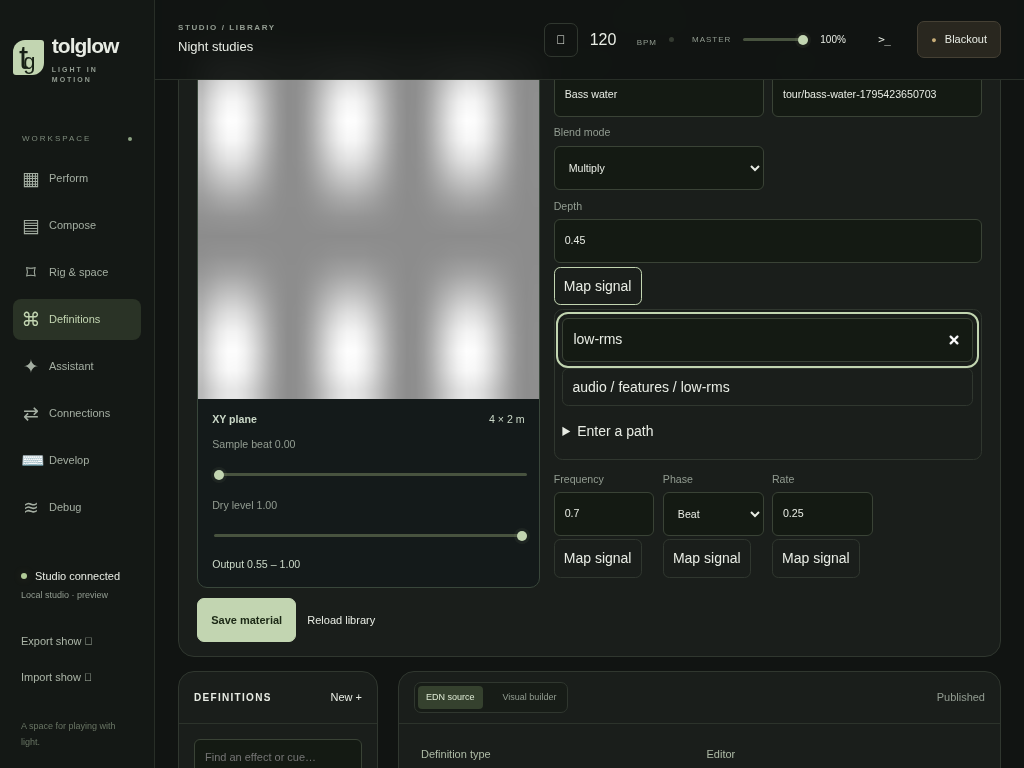 tg tolglow
LIGHT IN MOTION
WORKSPACE
Perform
Compose
Rig & space
Definitions
Assistant
Connections
Develop
Debug
Studio connected
Local studio · preview
Export show
Import show
A space for playing with light.
STUDIO / LIBRARY
Night studies
120 BPM
MASTER 100%
>_
Blackout
Bass water
tour/bass-water-1795423650703
Blend mode
Multiply
Depth
0.45
Map signal
low-rms
audio / features / low-rms
Enter a path
Frequency Phase Rate
0.7 Beat 0.25
Map signal Map signal Map signal
XY plane 4 × 2 m
Sample beat 0.00
Dry level 1.00
Output 0.55 – 1.00
Save material Reload library
DEFINITIONS New +
Find an effect or cue…
EDN source Visual builder Published
Definition type Editor